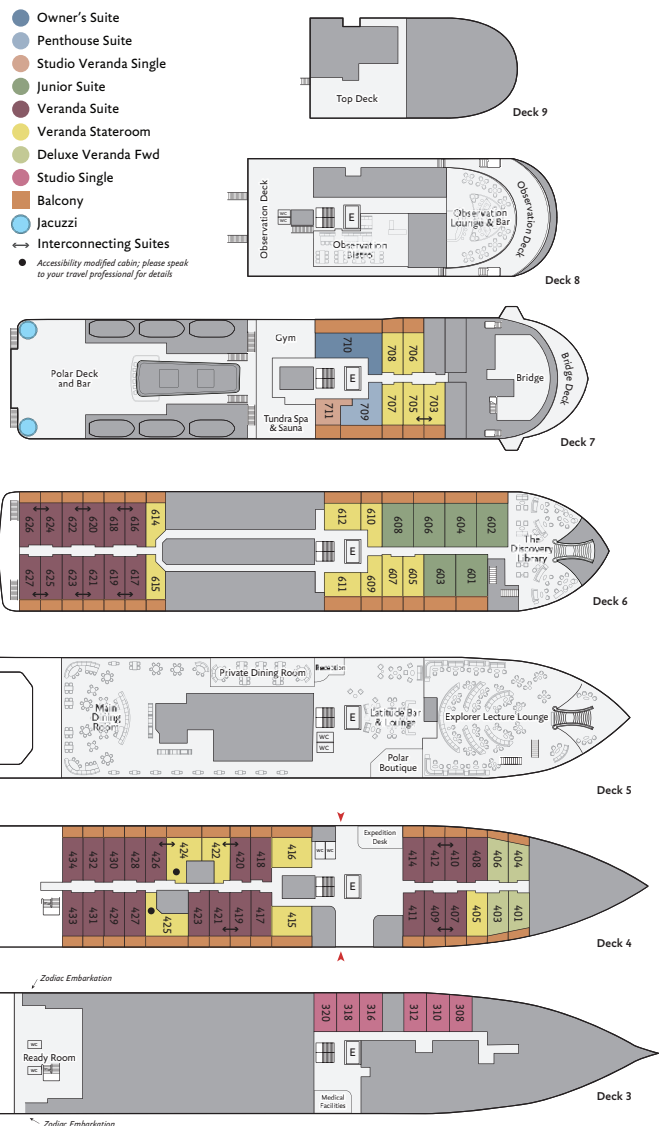 Owner's Suite
Penthouse Suite
Studio Veranda Single
Junior Suite
Veranda Suite
Veranda Stateroom
Deluxe Veranda Fwd
Studio Single
Balcony
Jacuzzi
Interconnecting Suites
Accessibility modified cabin; please speak
to your travel professional for details
Top Deck
Deck 9
Observation Deck
WC
WC
E
Observation
Bistro
Observation
Lounge & Bar
Observation Deck
Deck 8
Polar Deck
and Bar
Gym
710
708
706
E
Tundra Spa
& Sauna
711
709
707
705
703
Bridge
Bridge Deck
Deck 7
626
624
622
620
618
616
614
612
610
608
606
604
602
E
The
Discovery
Library
627
625
623
621
619
617
615
611
609
607
605
603
601
Deck 6
Private Dining Room
Reception
Main
Dining
Room
E
WC
WC
Latitude Bar
& Lounge
Explorer Lecture Lounge
Polar
Boutique
Deck 5
434
432
430
428
426
424
422
420
418
416
WC WC
Expedition
Desk
414
412
410
408
406
404
E
433
431
429
427
425
423
421
419
417
415
411
409
407
405
403
401
Deck 4
Zodiac Embarkation
320
318
316
312
310
308
WC
Ready Room
WC
E
Medical
Facilities
Deck 3
Zodiac Embarkation